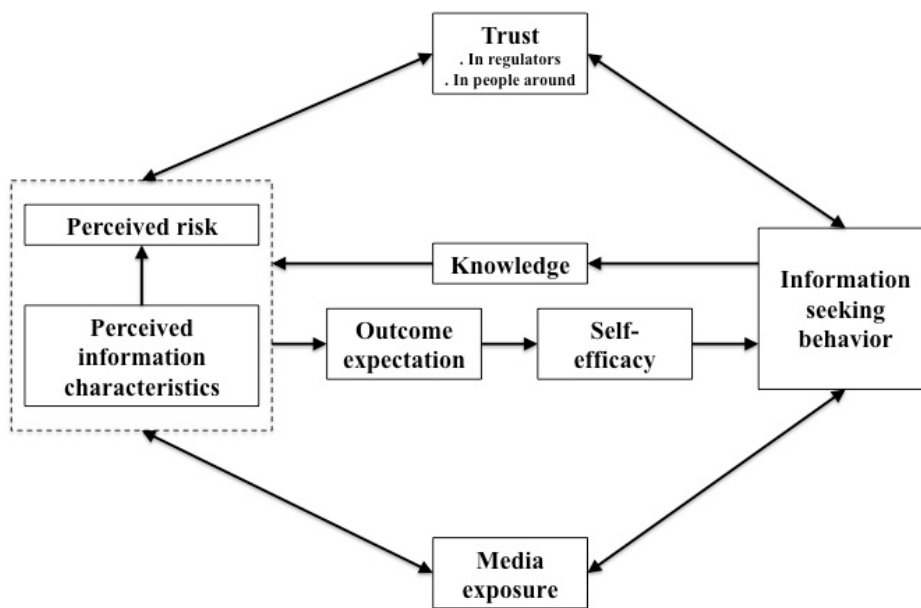 Trust
. In regulators
. In people around
Perceived risk
Knowledge
Information
seeking
behavior
Perceived
information
characteristics
Outcome
expectation
Self-
efficacy
Media
exposure